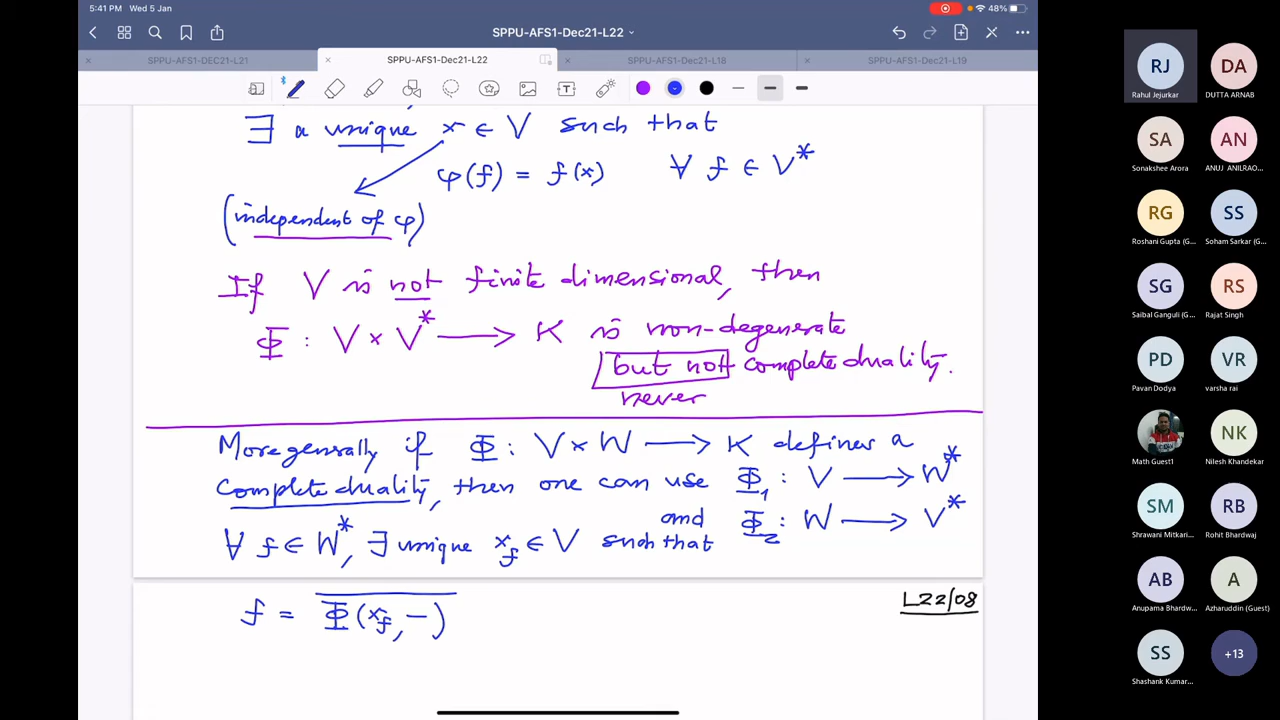 5:41 PM Wed 5 Jan
48%
SPPU-AFS1-Dec21-L22
SPPU-AFS1-DEC21-L21
SPPU-AFS1-Dec21-L22
SPPU-AFS1-Dec21-L18
SPPU-AFS1-Dec21-L19
∃ a unique x ∈ V such that
φ(f) = f(x) ∀ f ∈ V*
(independent of φ)
If V is not finite dimensional, then
Φ : V × V* ⟶ K is non-degenerate
but not complete duality.
never
More generally if Φ : V × W ⟶ K defines a
Complete duality, then one can use Φ₁ : V ⟶ W*
and Φ₂ : W ⟶ V*
∀ f ∈ W*, ∃ unique x_f ∈ V such that
L22/08
f = Φ(x_f, –)
RJ
Rahul Jejurkar
DA
DUTTA ARNAB
SA
Sonakshee Arora
AN
ANUJ ANILRAO...
RG
Roshani Gupta (G...
SS
Soham Sarkar (G...
SG
Saibal Ganguli (G...
RS
Rajat Singh
PD
Pavan Dodya
VR
varsha rai
Math Guest1
NK
Nilesh Khandekar
SM
Shrawani Mitkari...
RB
Rohit Bhardwaj
AB
Anupama Bhardw...
A
Azharuddin (Guest)
SS
Shashank Kumar...
+13